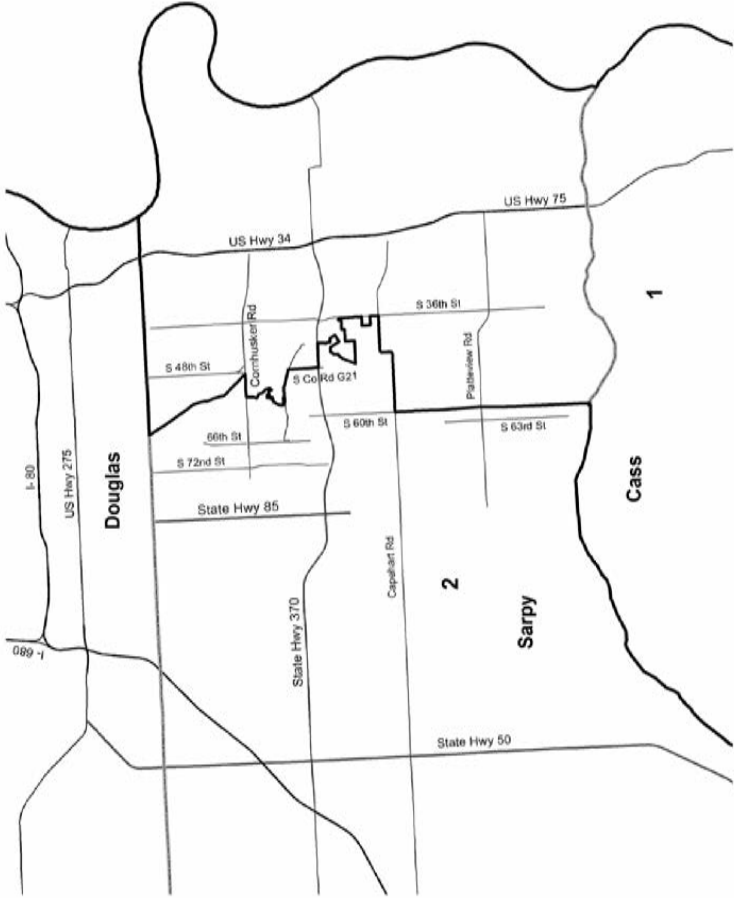 US Hwy 75
US Hwy 34
1
S 36th St
Cornhusker Rd
Platteview Rd
S 48th St
S Co Rd G21
S 60th St
S 63rd St
66th St
S 72nd St
I- 80
US Hwy 275
Douglas
Cass
State Hwy 85
Capehart Rd
2
Sarpy
State Hwy 370
I- 680
State Hwy 50